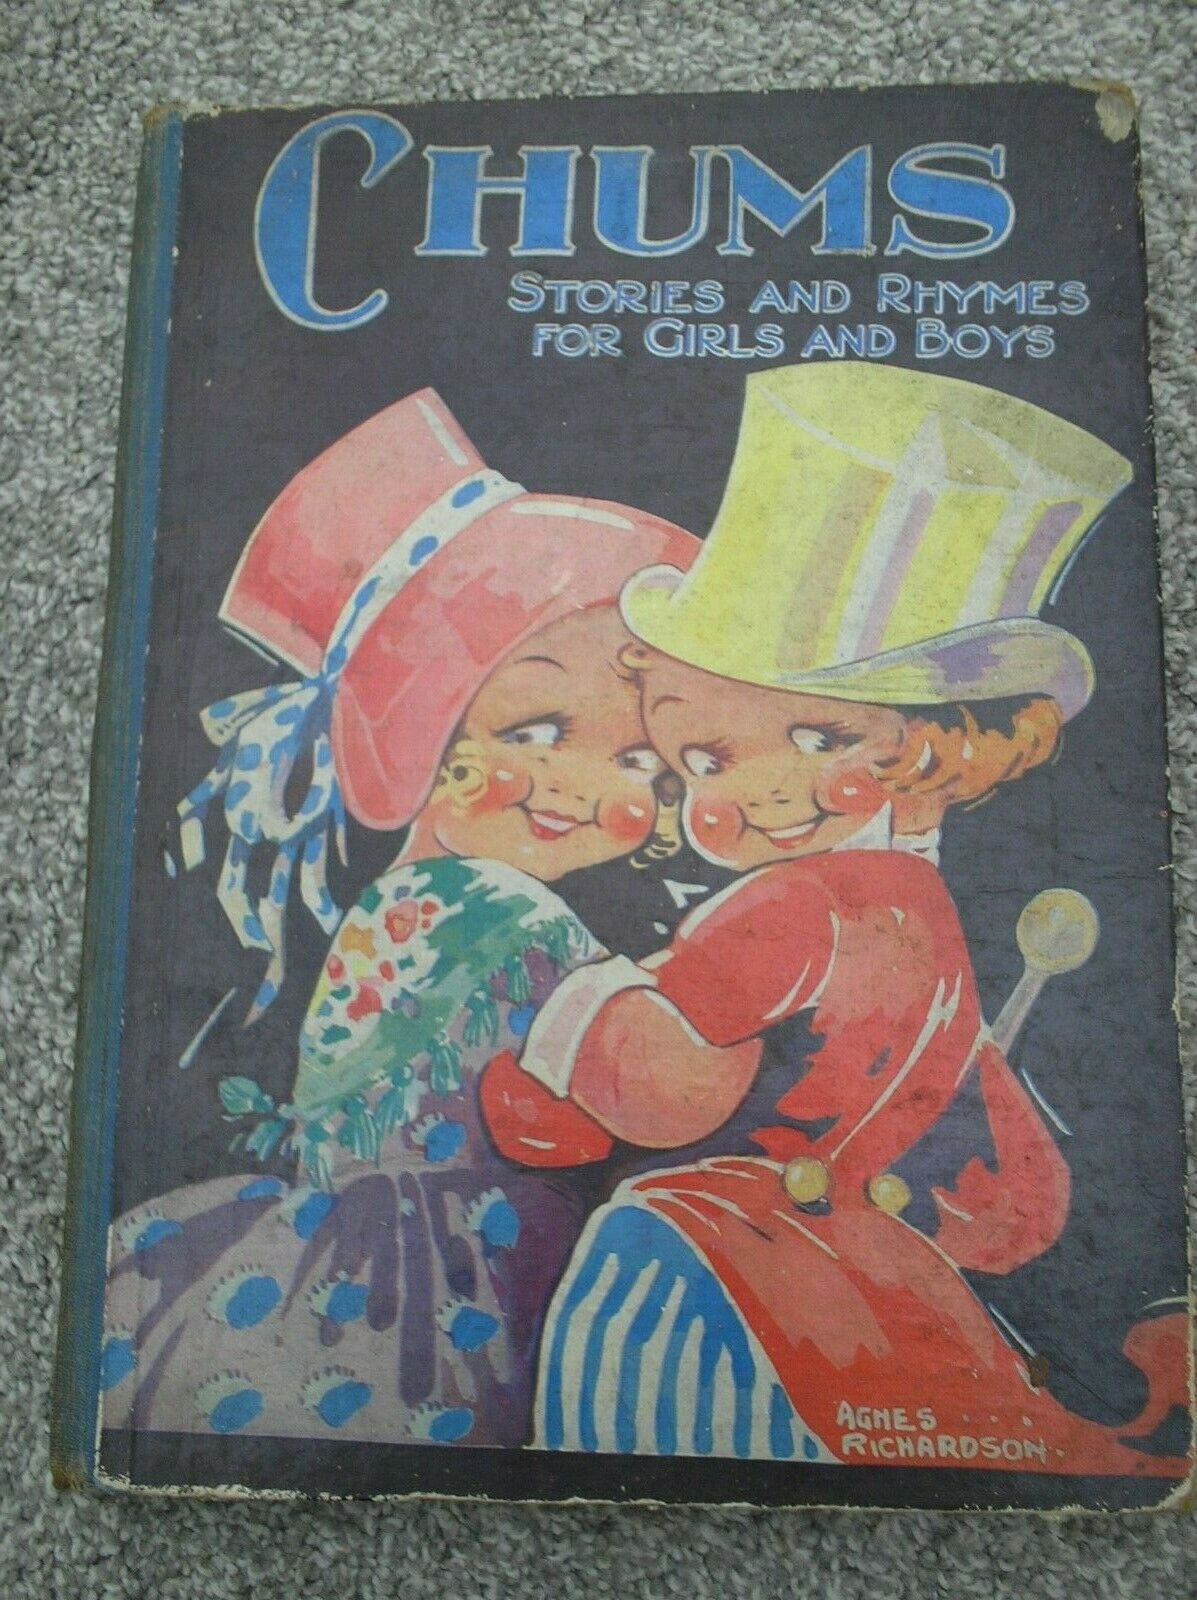 CHUMS
STORIES AND RHYMES
FOR GIRLS AND BOYS
AGNES ...
RICHARDSON.